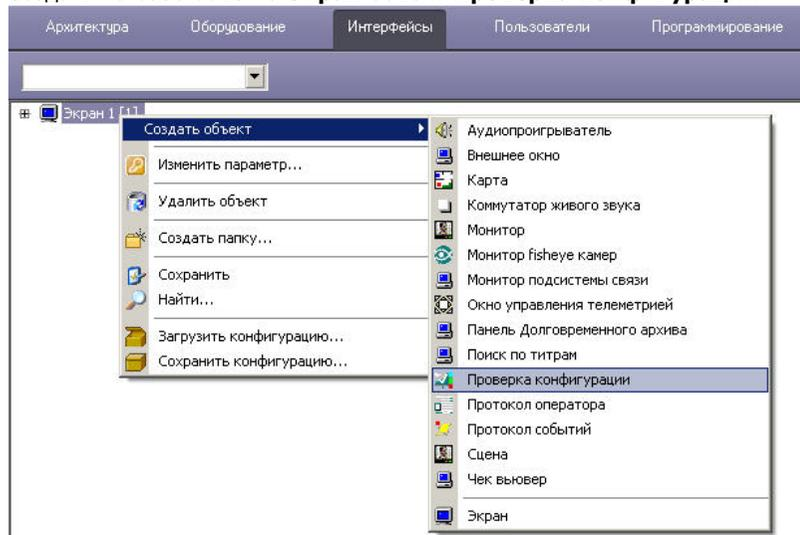 Архитектура Оборудование Интерфейсы Пользователи Программирование
Экран 1 [1]
Создать объект
Изменить параметр...
Удалить объект
Создать папку...
Сохранить
Найти...
Загрузить конфигурацию...
Сохранить конфигурацию...
Аудиопроигрыватель
Внешнее окно
Карта
Коммутатор живого звука
Монитор
Монитор fisheye камер
Монитор подсистемы связи
Окно управления телеметрией
Панель Долговременного архива
Поиск по титрам
Проверка конфигурации
Протокол оператора
Протокол событий
Сцена
Чек вьювер
Экран